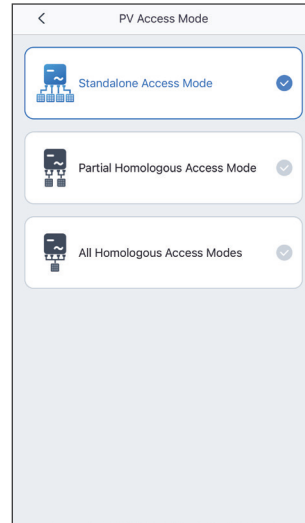 PV Access Mode
Standalone Access Mode
Partial Homologous Access Mode
All Homologous Access Modes